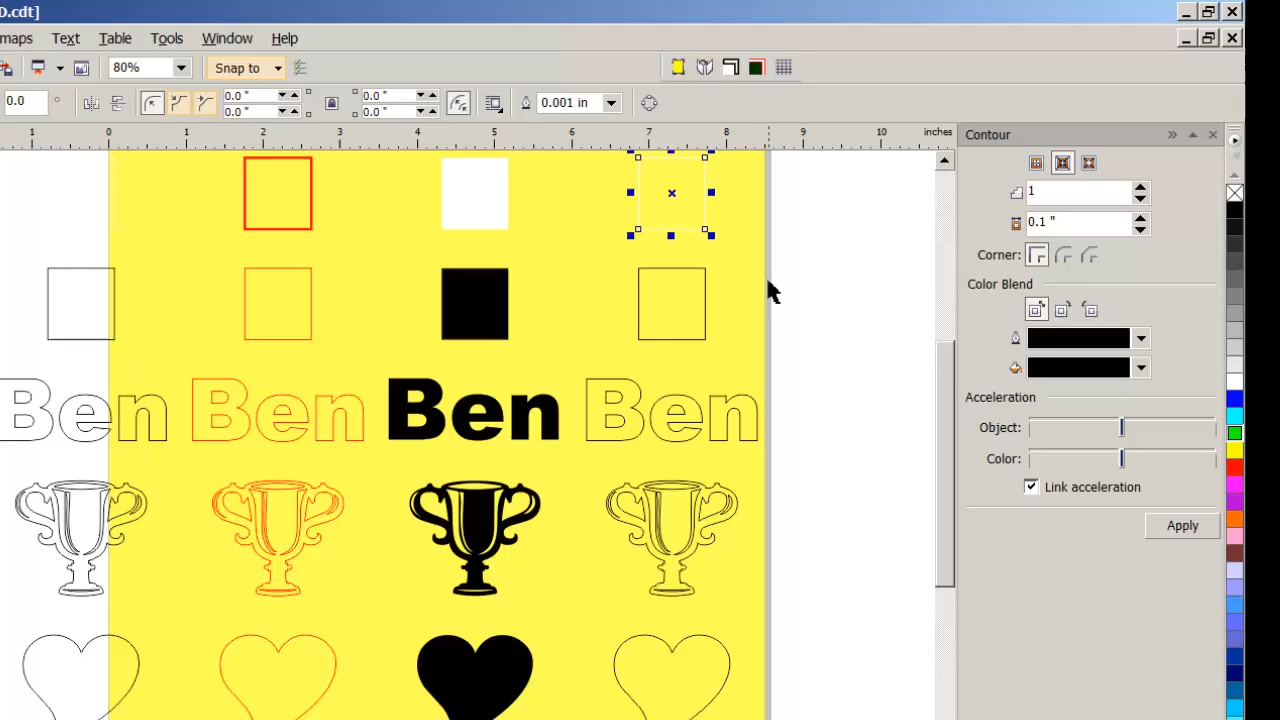 D.cdt]
maps Text Table Tools Window Help
80% Snap to
0.0 ° 0.0 " 0.0 " 0.001 in
0.0 " 0.0 "
1 0 1 2 3 4 5 6 7 8 9 10 inches
Contour
1
0.1 "
Corner:
Color Blend
Acceleration
Object:
Color:
Link acceleration
Apply
Ben Ben Ben Ben